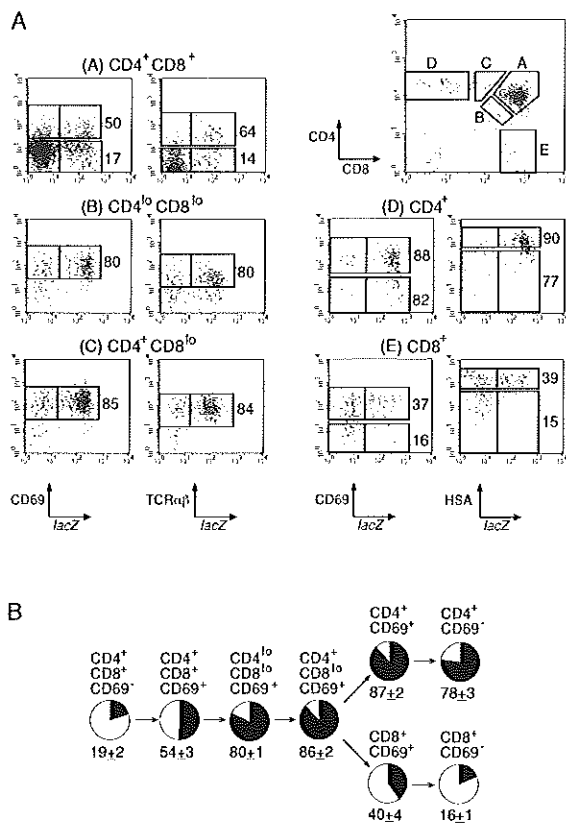 A
(A) CD4⁺ CD8⁺
50
17
64
14
D
C
A
B
E
CD4
CD8
(B) CD4ˡᵒ CD8ˡᵒ
80
80
(D) CD4⁺
88
82
90
77
(C) CD4⁺ CD8ˡᵒ
85
84
(E) CD8⁺
37
16
39
15
CD69
lacZ
TCRαβ
lacZ
CD69
lacZ
HSA
lacZ
B
CD4⁺
CD8⁺
CD69⁻
19±2
CD4⁺
CD8⁺
CD69⁺
54±3
CD4ˡᵒ
CD8ˡᵒ
CD69⁺
80±1
CD4⁺
CD8ˡᵒ
CD69⁺
86±2
CD4⁺
CD69⁺
87±2
CD4⁺
CD69⁻
78±3
CD8⁺
CD69⁺
40±4
CD8⁺
CD69⁻
16±1